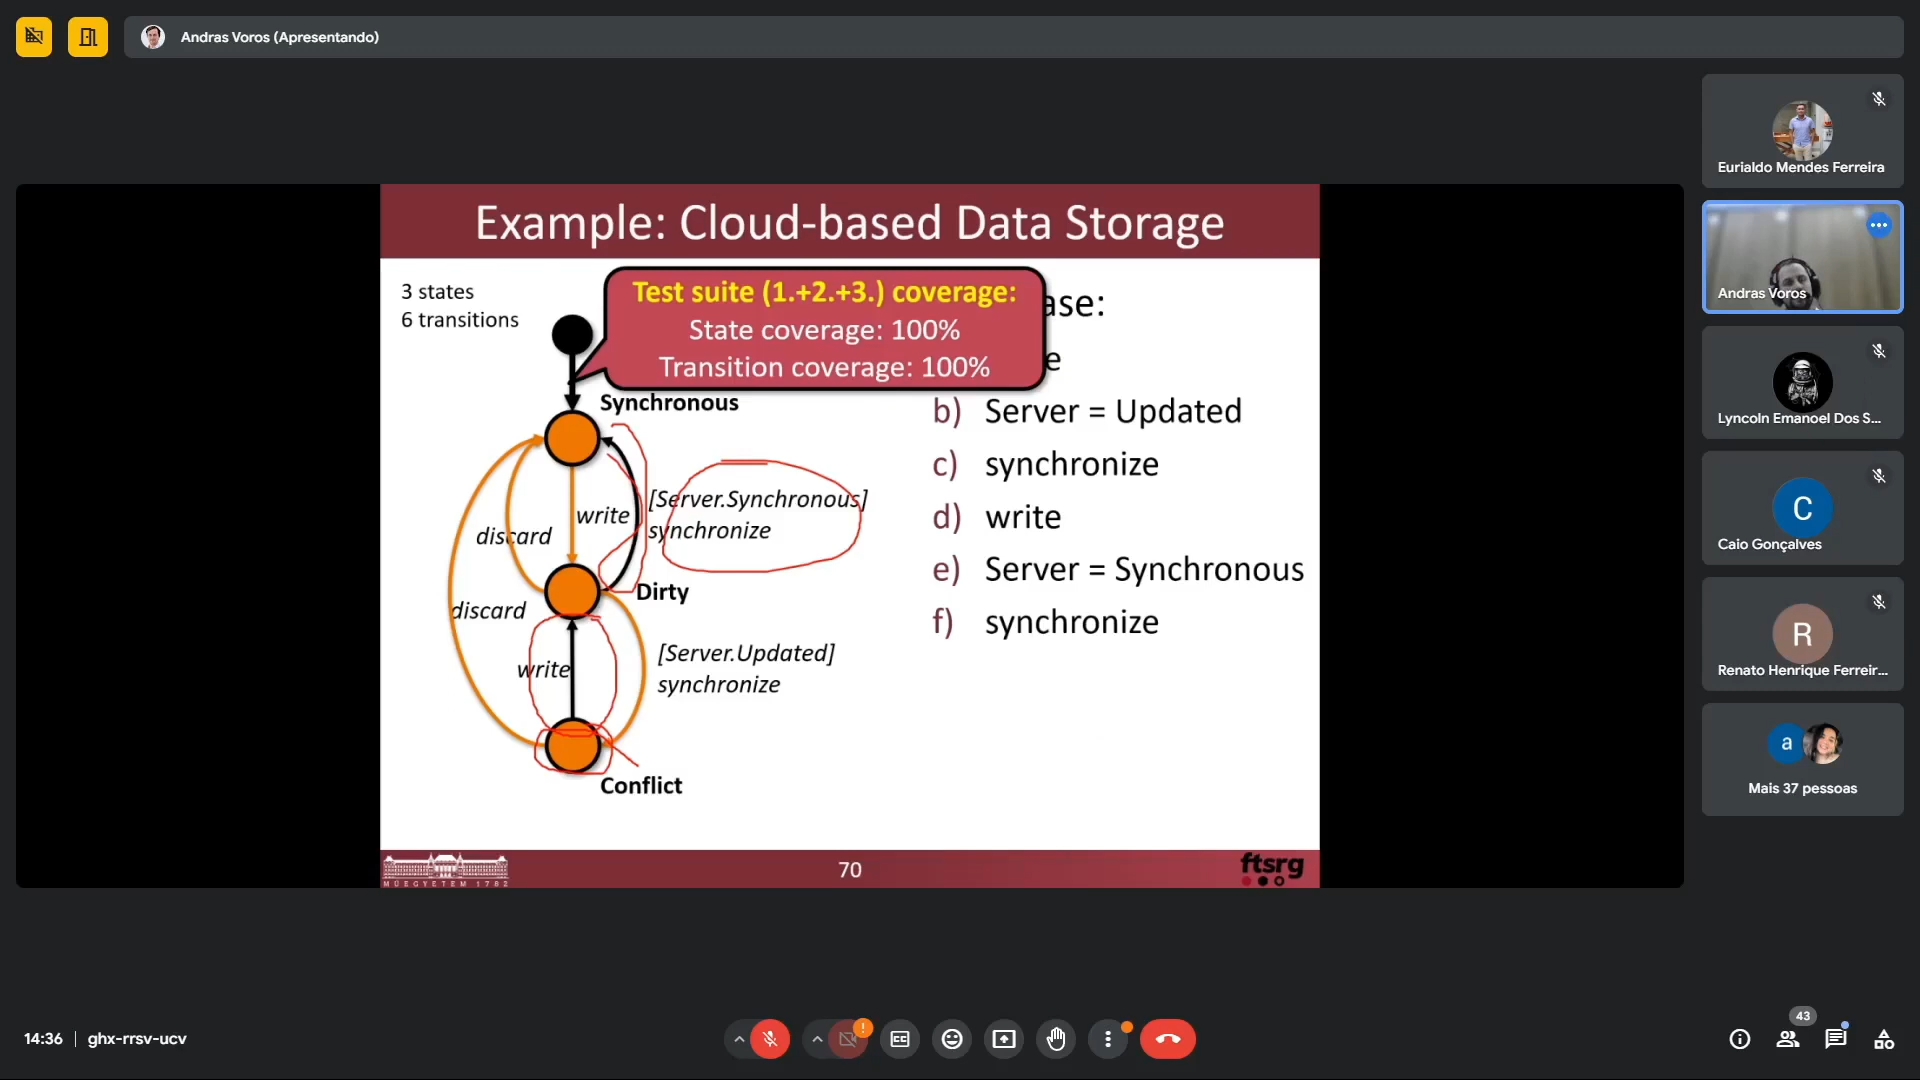 Andras Voros (Apresentando)
Example: Cloud-based Data Storage
3 states
6 transitions
Test suite (1.+2.+3.) coverage:
State coverage: 100%
Transition coverage: 100%
ase:
e
b) Server = Updated
c) synchronize
d) write
e) Server = Synchronous
f) synchronize
Synchronous
[Server.Synchronous]
synchronize
write
discard
Dirty
discard
[Server.Updated]
synchronize
write
Conflict
MŰEGYETEM 1782
70
ftsrg
Eurialdo Mendes Ferreira
Andras Voros
Lyncoln Emanoel Dos S...
C
Caio Gonçalves
R
Renato Henrique Ferreir...
a
Mais 37 pessoas
14:36 | ghx-rrsv-ucv
43